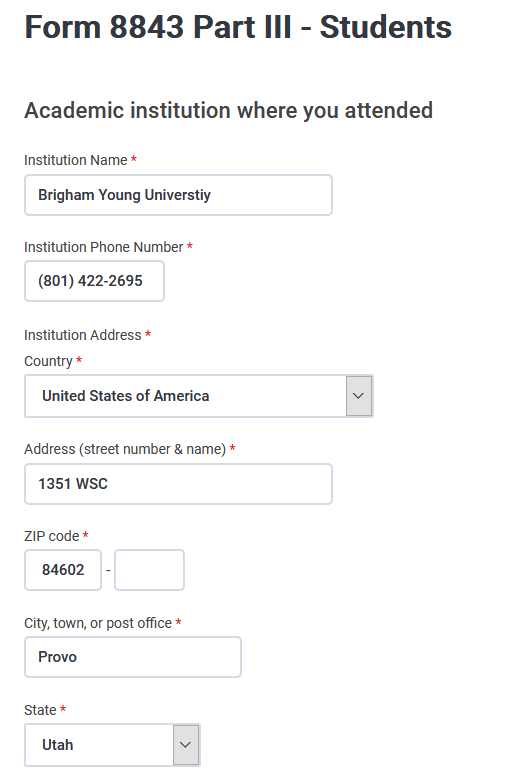 Form 8843 Part III - Students
Academic institution where you attended
Institution Name *
Brigham Young Universtiy
Institution Phone Number *
(801) 422-2695
Institution Address *
Country *
United States of America
Address (street number & name) *
1351 WSC
ZIP code *
84602 -
City, town, or post office *
Provo
State *
Utah